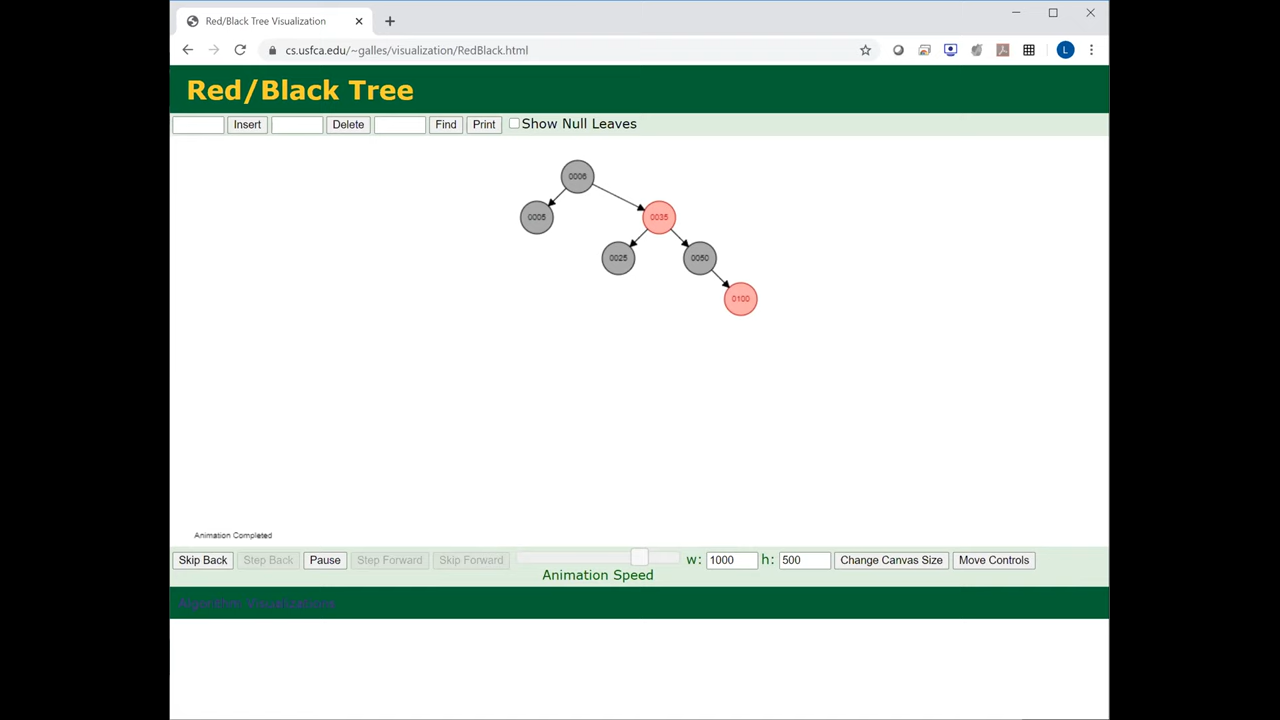 Red/Black Tree Visualization
cs.usfca.edu/~galles/visualization/RedBlack.html
L
Red/Black Tree
Insert Delete Find Print Show Null Leaves
0006
0005 0035
0025 0050
0100
Animation Completed
Skip Back Step Back Pause Step Forward Skip Forward w: 1000 h: 500 Change Canvas Size Move Controls
Animation Speed
Algorithm Visualizations